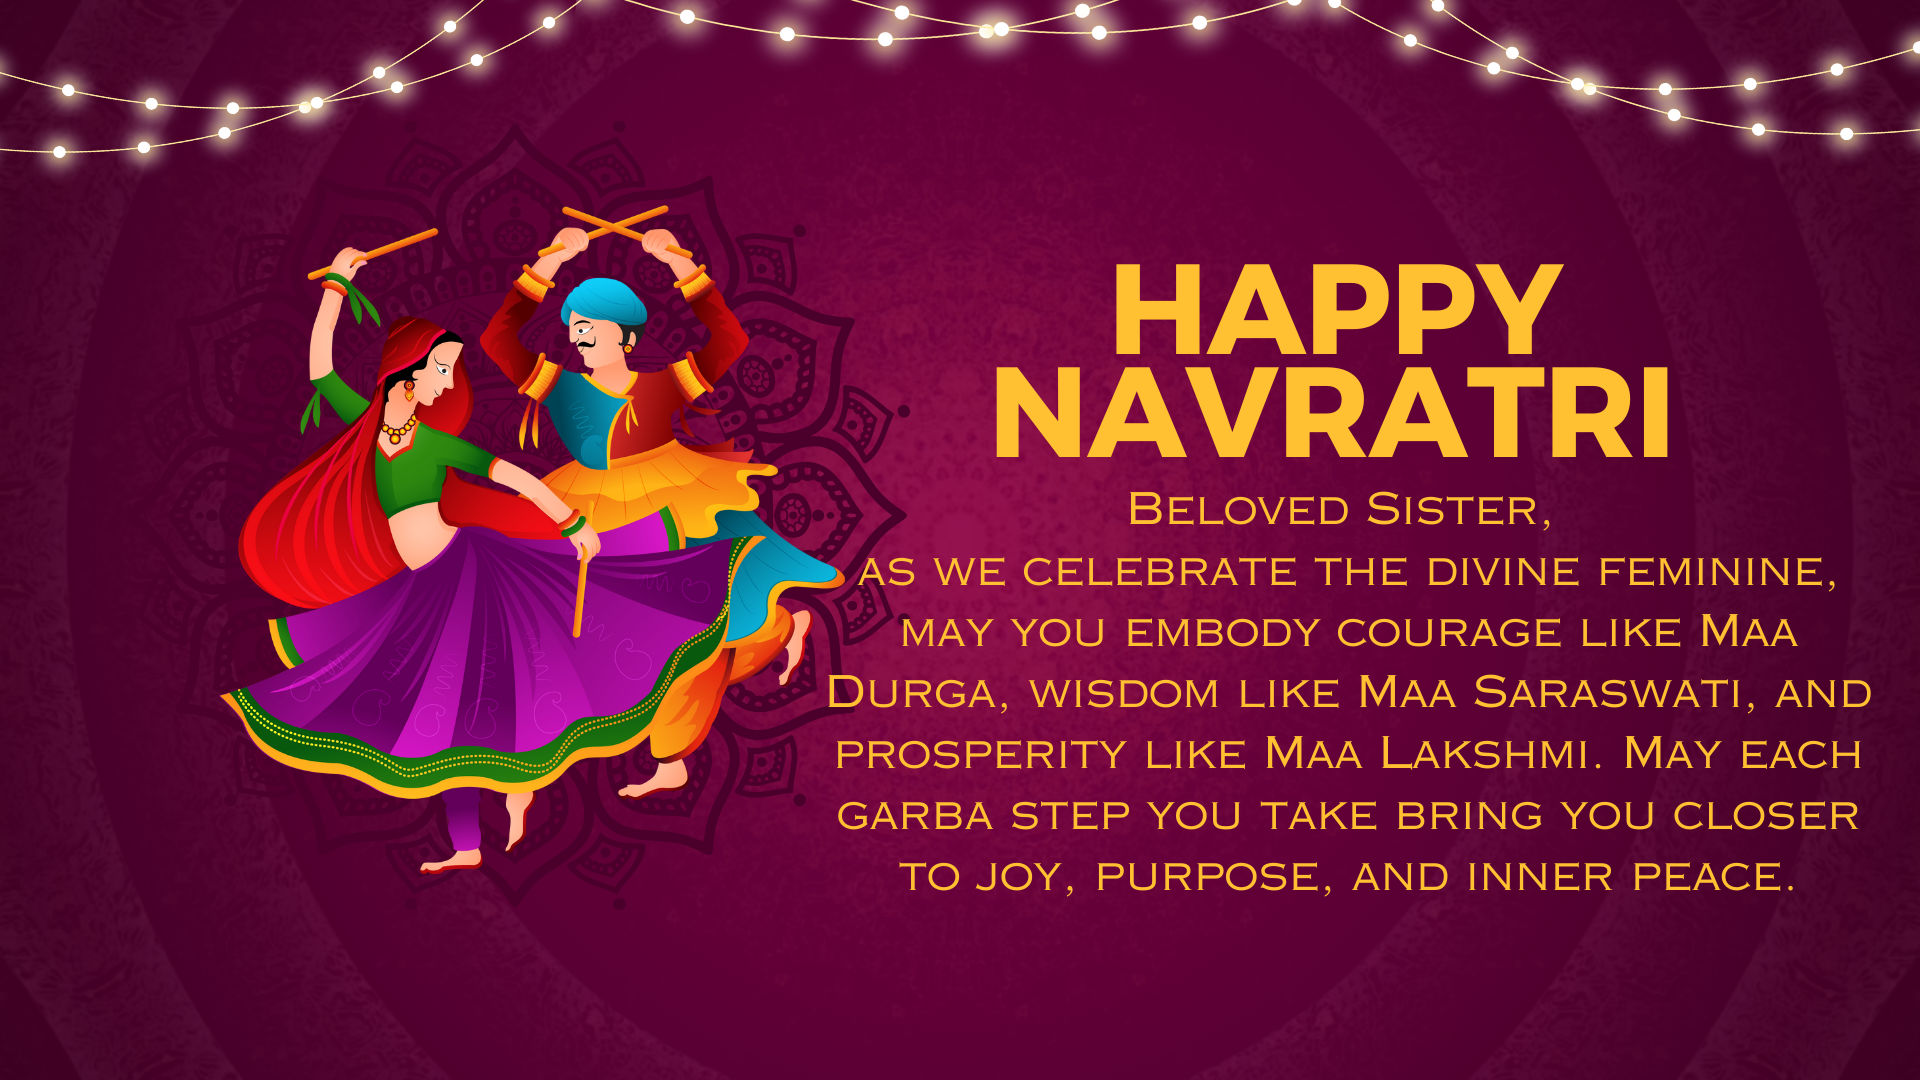 HAPPY
NAVRATRI
Beloved Sister,
as we celebrate the divine feminine,
may you embody courage like Maa
Durga, wisdom like Maa Saraswati, and
prosperity like Maa Lakshmi. May each
garba step you take bring you closer
to joy, purpose, and inner peace.